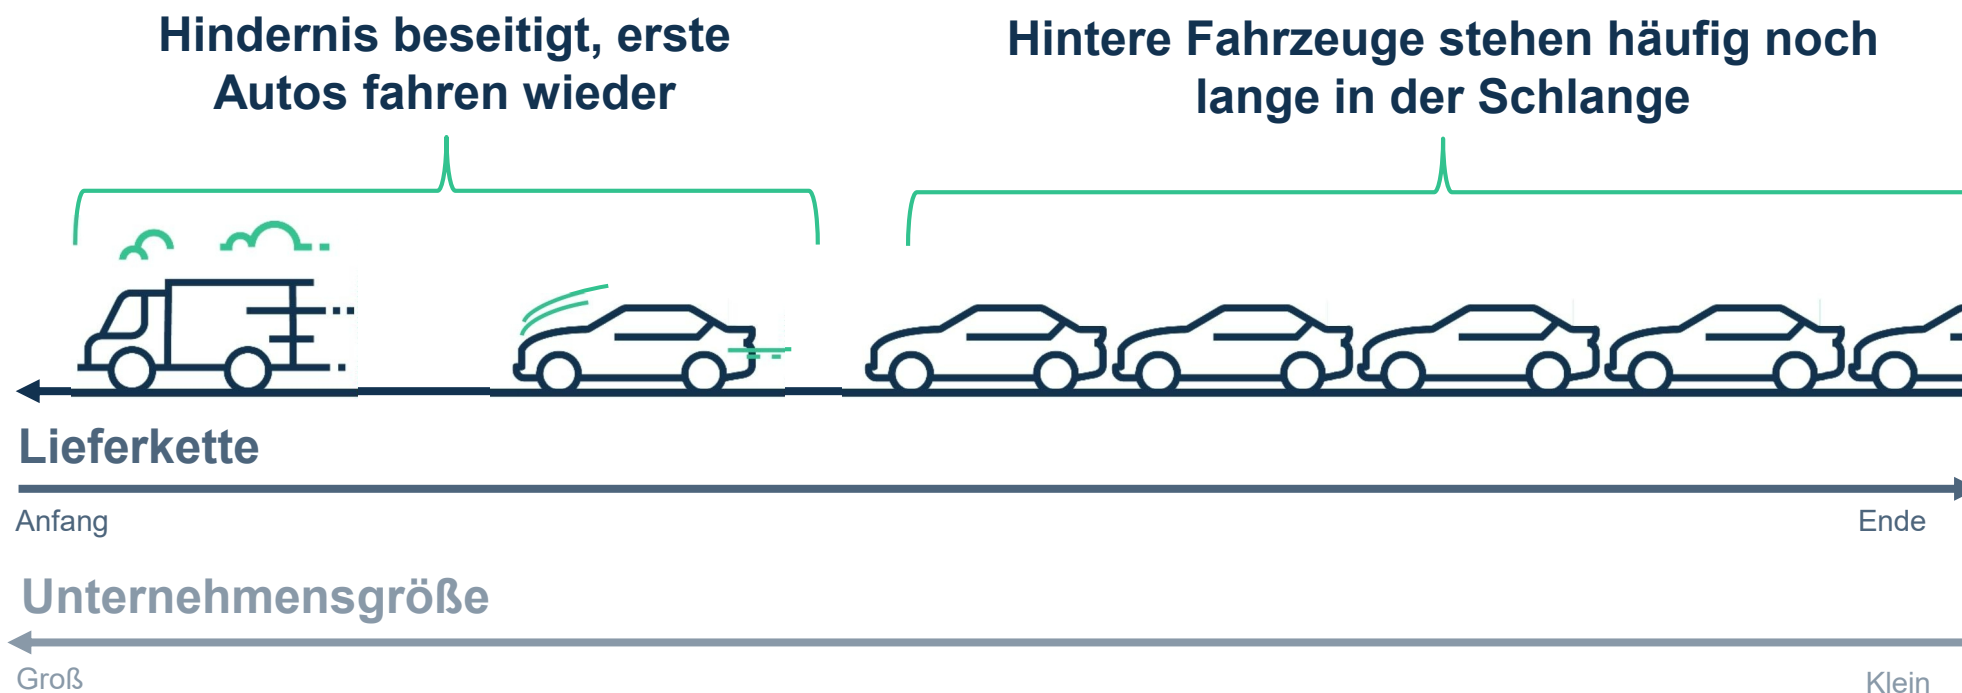 Hindernis beseitigt, erste
Autos fahren wieder
Hintere Fahrzeuge stehen häufig noch
lange in der Schlange
Lieferkette
Anfang
Ende
Unternehmensgröße
Groß
Klein